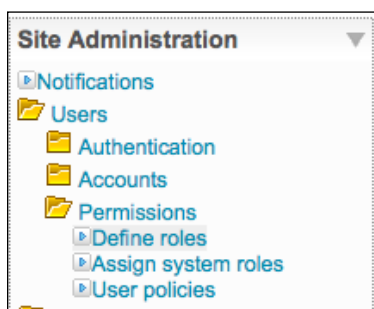 Site Administration
Notifications
Users
Authentication
Accounts
Permissions
Define roles
Assign system roles
User policies